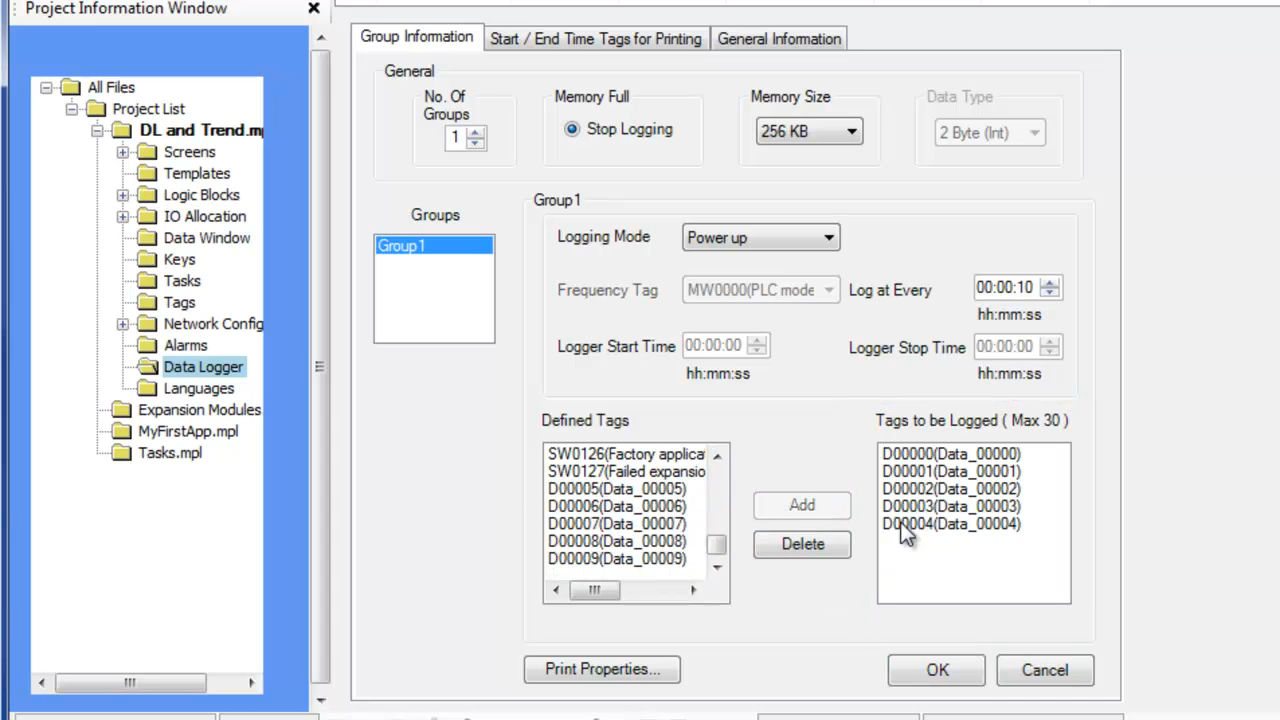 Project Information Window
All Files
Project List
DL and Trend.mp
Screens
Templates
Logic Blocks
IO Allocation
Data Window
Keys
Tasks
Tags
Network Config
Alarms
Data Logger
Languages
Expansion Modules
MyFirstApp.mpl
Tasks.mpl
Group Information
Start / End Time Tags for Printing
General Information
General
No. Of
Groups
1
Memory Full
Stop Logging
Memory Size
256 KB
Data Type
2 Byte (Int)
Groups
Group1
Group1
Logging Mode
Power up
Frequency Tag
MW0000(PLC mode
Log at Every
00:00:10
hh:mm:ss
Logger Start Time
00:00:00
hh:mm:ss
Logger Stop Time
00:00:00
hh:mm:ss
Defined Tags
SW0126(Factory applica
SW0127(Failed expansio
D00005(Data_00005)
D00006(Data_00006)
D00007(Data_00007)
D00008(Data_00008)
D00009(Data_00009)
Add
Delete
Tags to be Logged ( Max 30 )
D00000(Data_00000)
D00001(Data_00001)
D00002(Data_00002)
D00003(Data_00003)
D00004(Data_00004)
Print Properties...
OK
Cancel